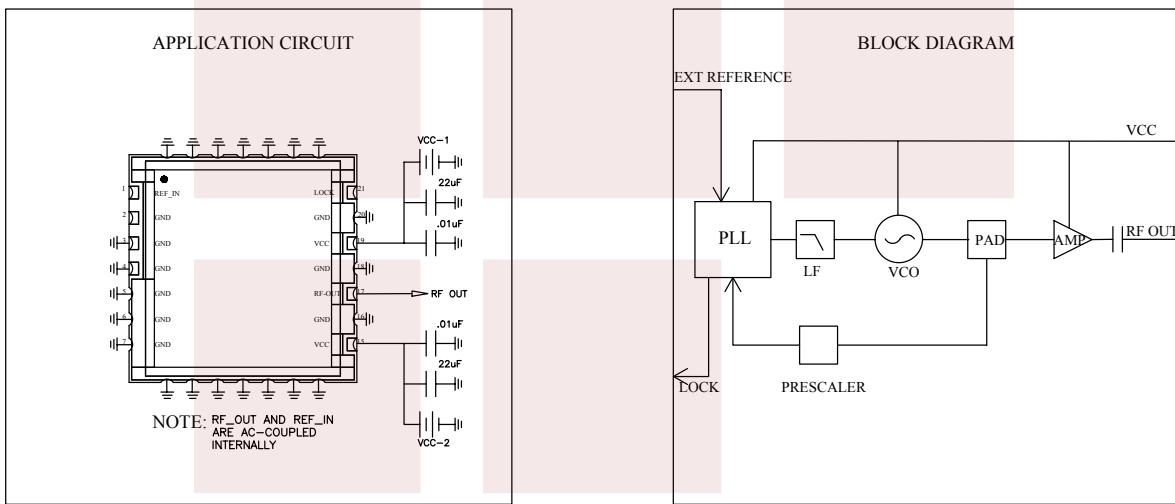 APPLICATION CIRCUIT
VCC-1
22uF
.01uF
1 REF_IN LOCK 21
2 GND GND 20
3 GND VCC 19
4 GND GND 18
5 GND RF-OUT 17 RF OUT
6 GND GND 16
7 GND VCC 15
.01uF
22uF
VCC-2
NOTE: RF_OUT AND REF_IN
ARE AC-COUPLED
INTERNALLY
BLOCK DIAGRAM
EXT REFERENCE
VCC
PLL
LF
VCO
PAD
AMP
RF OUT
LOCK
PRESCALER